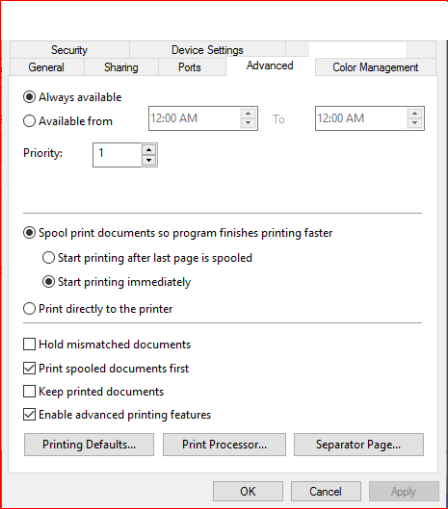 Security Device Settings
General Sharing Ports Advanced Color Management
Always available
Available from 12:00 AM To 12:00 AM
Priority: 1
Spool print documents so program finishes printing faster
Start printing after last page is spooled
Start printing immediately
Print directly to the printer
Hold mismatched documents
Print spooled documents first
Keep printed documents
Enable advanced printing features
Printing Defaults... Print Processor... Separator Page...
OK Cancel Apply